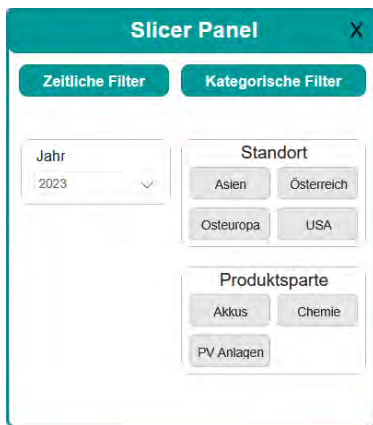 Slicer Panel X
Zeitliche Filter Kategorische Filter
Jahr
2023
Standort
Asien Österreich
Osteuropa USA
Produktsparte
Akkus Chemie
PV Anlagen